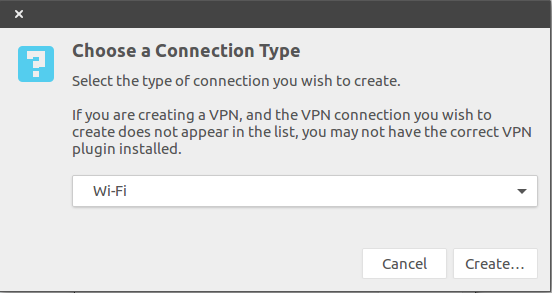 Choose a Connection Type
Select the type of connection you wish to create.
If you are creating a VPN, and the VPN connection you wish to
create does not appear in the list, you may not have the correct VPN
plugin installed.
Wi-Fi
Cancel
Create...